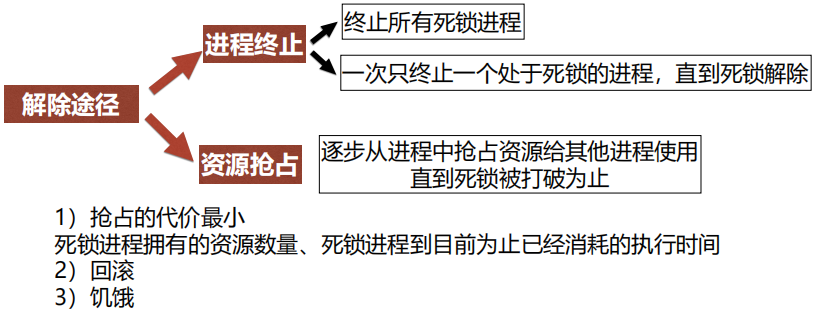 终止所有死锁进程
进程终止
一次只终止一个处于死锁的进程，直到死锁解除
解除途径
资源抢占
逐步从进程中抢占资源给其他进程使用
直到死锁被打破为止
1）抢占的代价最小
死锁进程拥有的资源数量、死锁进程到目前为止已经消耗的执行时间
2）回滚
3）饥饿